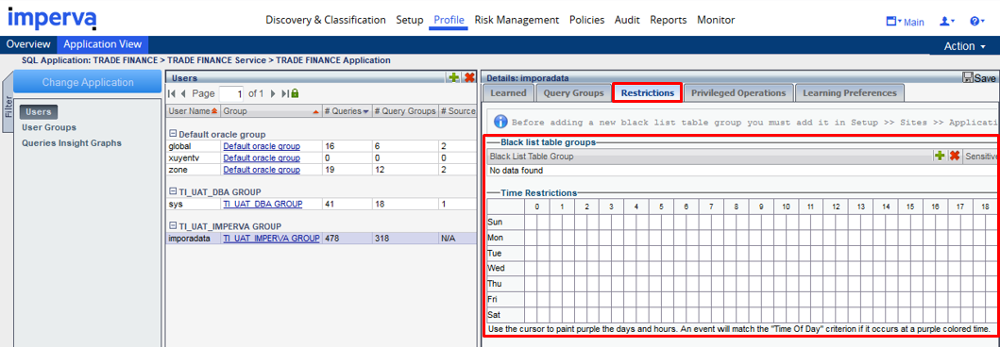 imperva
Discovery & Classification Setup Profile Risk Management Policies Audit Reports Monitor
Main
Overview Application View Action
SQL Application: TRADE FINANCE > TRADE FINANCE Service > TRADE FINANCE Application
Filter
Change Application
Users
User Groups
Queries Insight Graphs
Users
Page 1 of 1
User Name Group # Queries # Query Groups # Source
Default oracle group
global Default oracle group 16 6 2
xuyentv Default oracle group 0 0 0
zone Default oracle group 19 12 2
TI_UAT_DBA GROUP
sys TI_UAT_DBA GROUP 41 18 1
TI_UAT_IMPERVA GROUP
imporadata TI_UAT_IMPERVA GROUP 478 318 N/A
Details: imporadata Save
Learned Query Groups Restrictions Privileged Operations Learning Preferences
Before adding a new black list table group you must add it in Setup >> Sites >> Applicati
Black list table groups
Black List Table Group Sensitive
No data found
Time Restrictions
0 1 2 3 4 5 6 7 8 9 10 11 12 13 14 15 16 17 18
Sun
Mon
Tue
Wed
Thu
Fri
Sat
Use the cursor to paint purple the days and hours. An event will match the "Time Of Day" criterion if it occurs at a purple colored time.